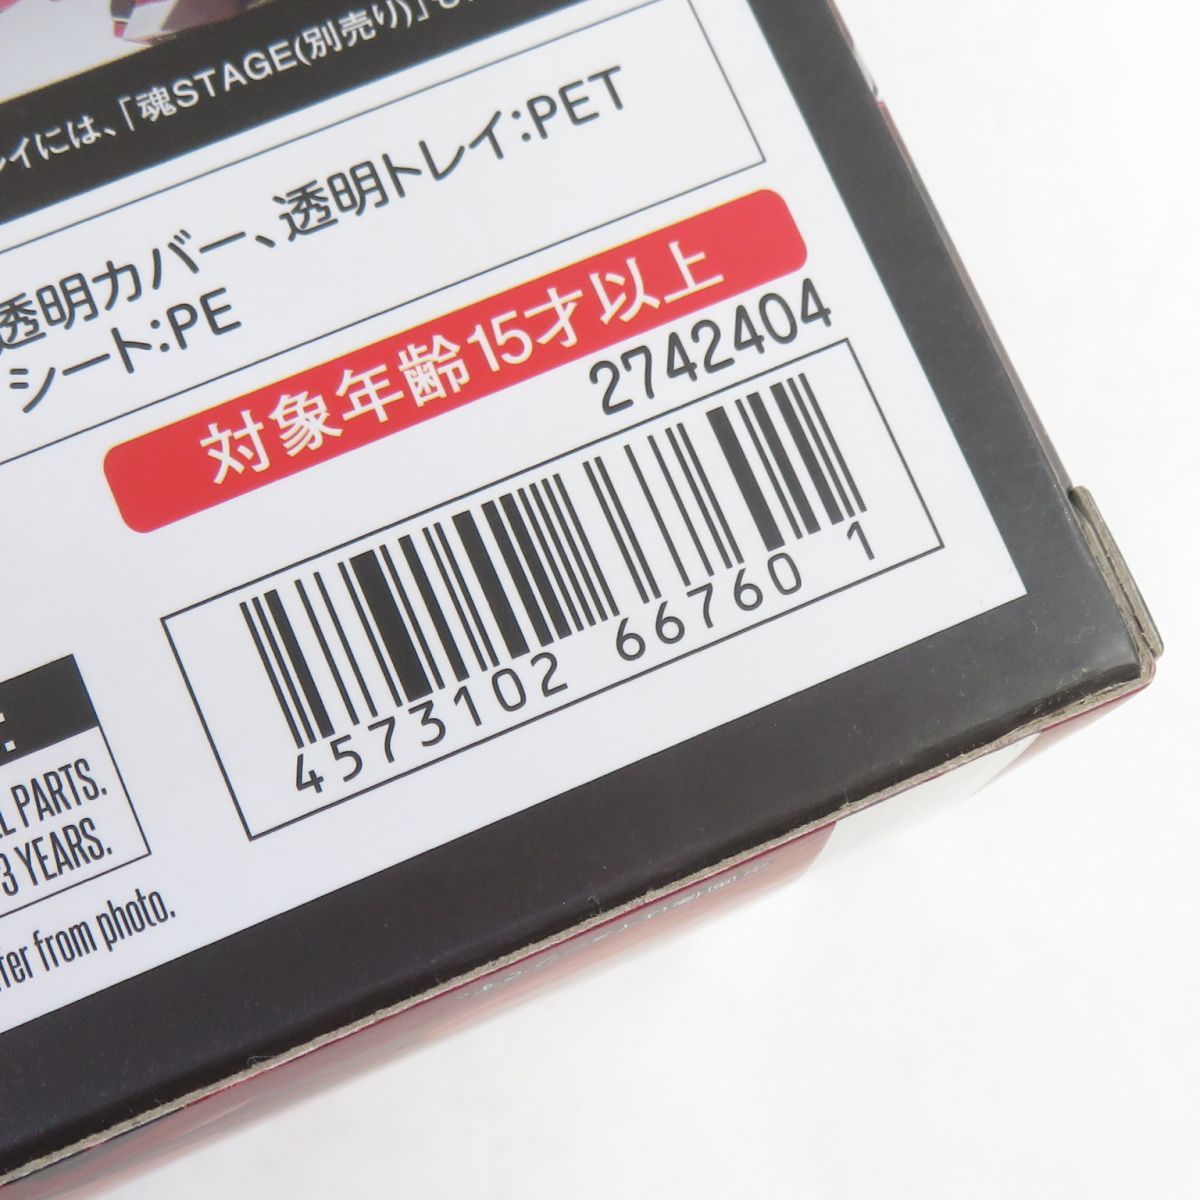 レイには、「魂STAGE(別売り)」
透明カバー、透明トレイ:PET
シート:PE
対象年齢15才以上
2742404
4573102 66760 1
PARTS.
3 YEARS.
from photo.